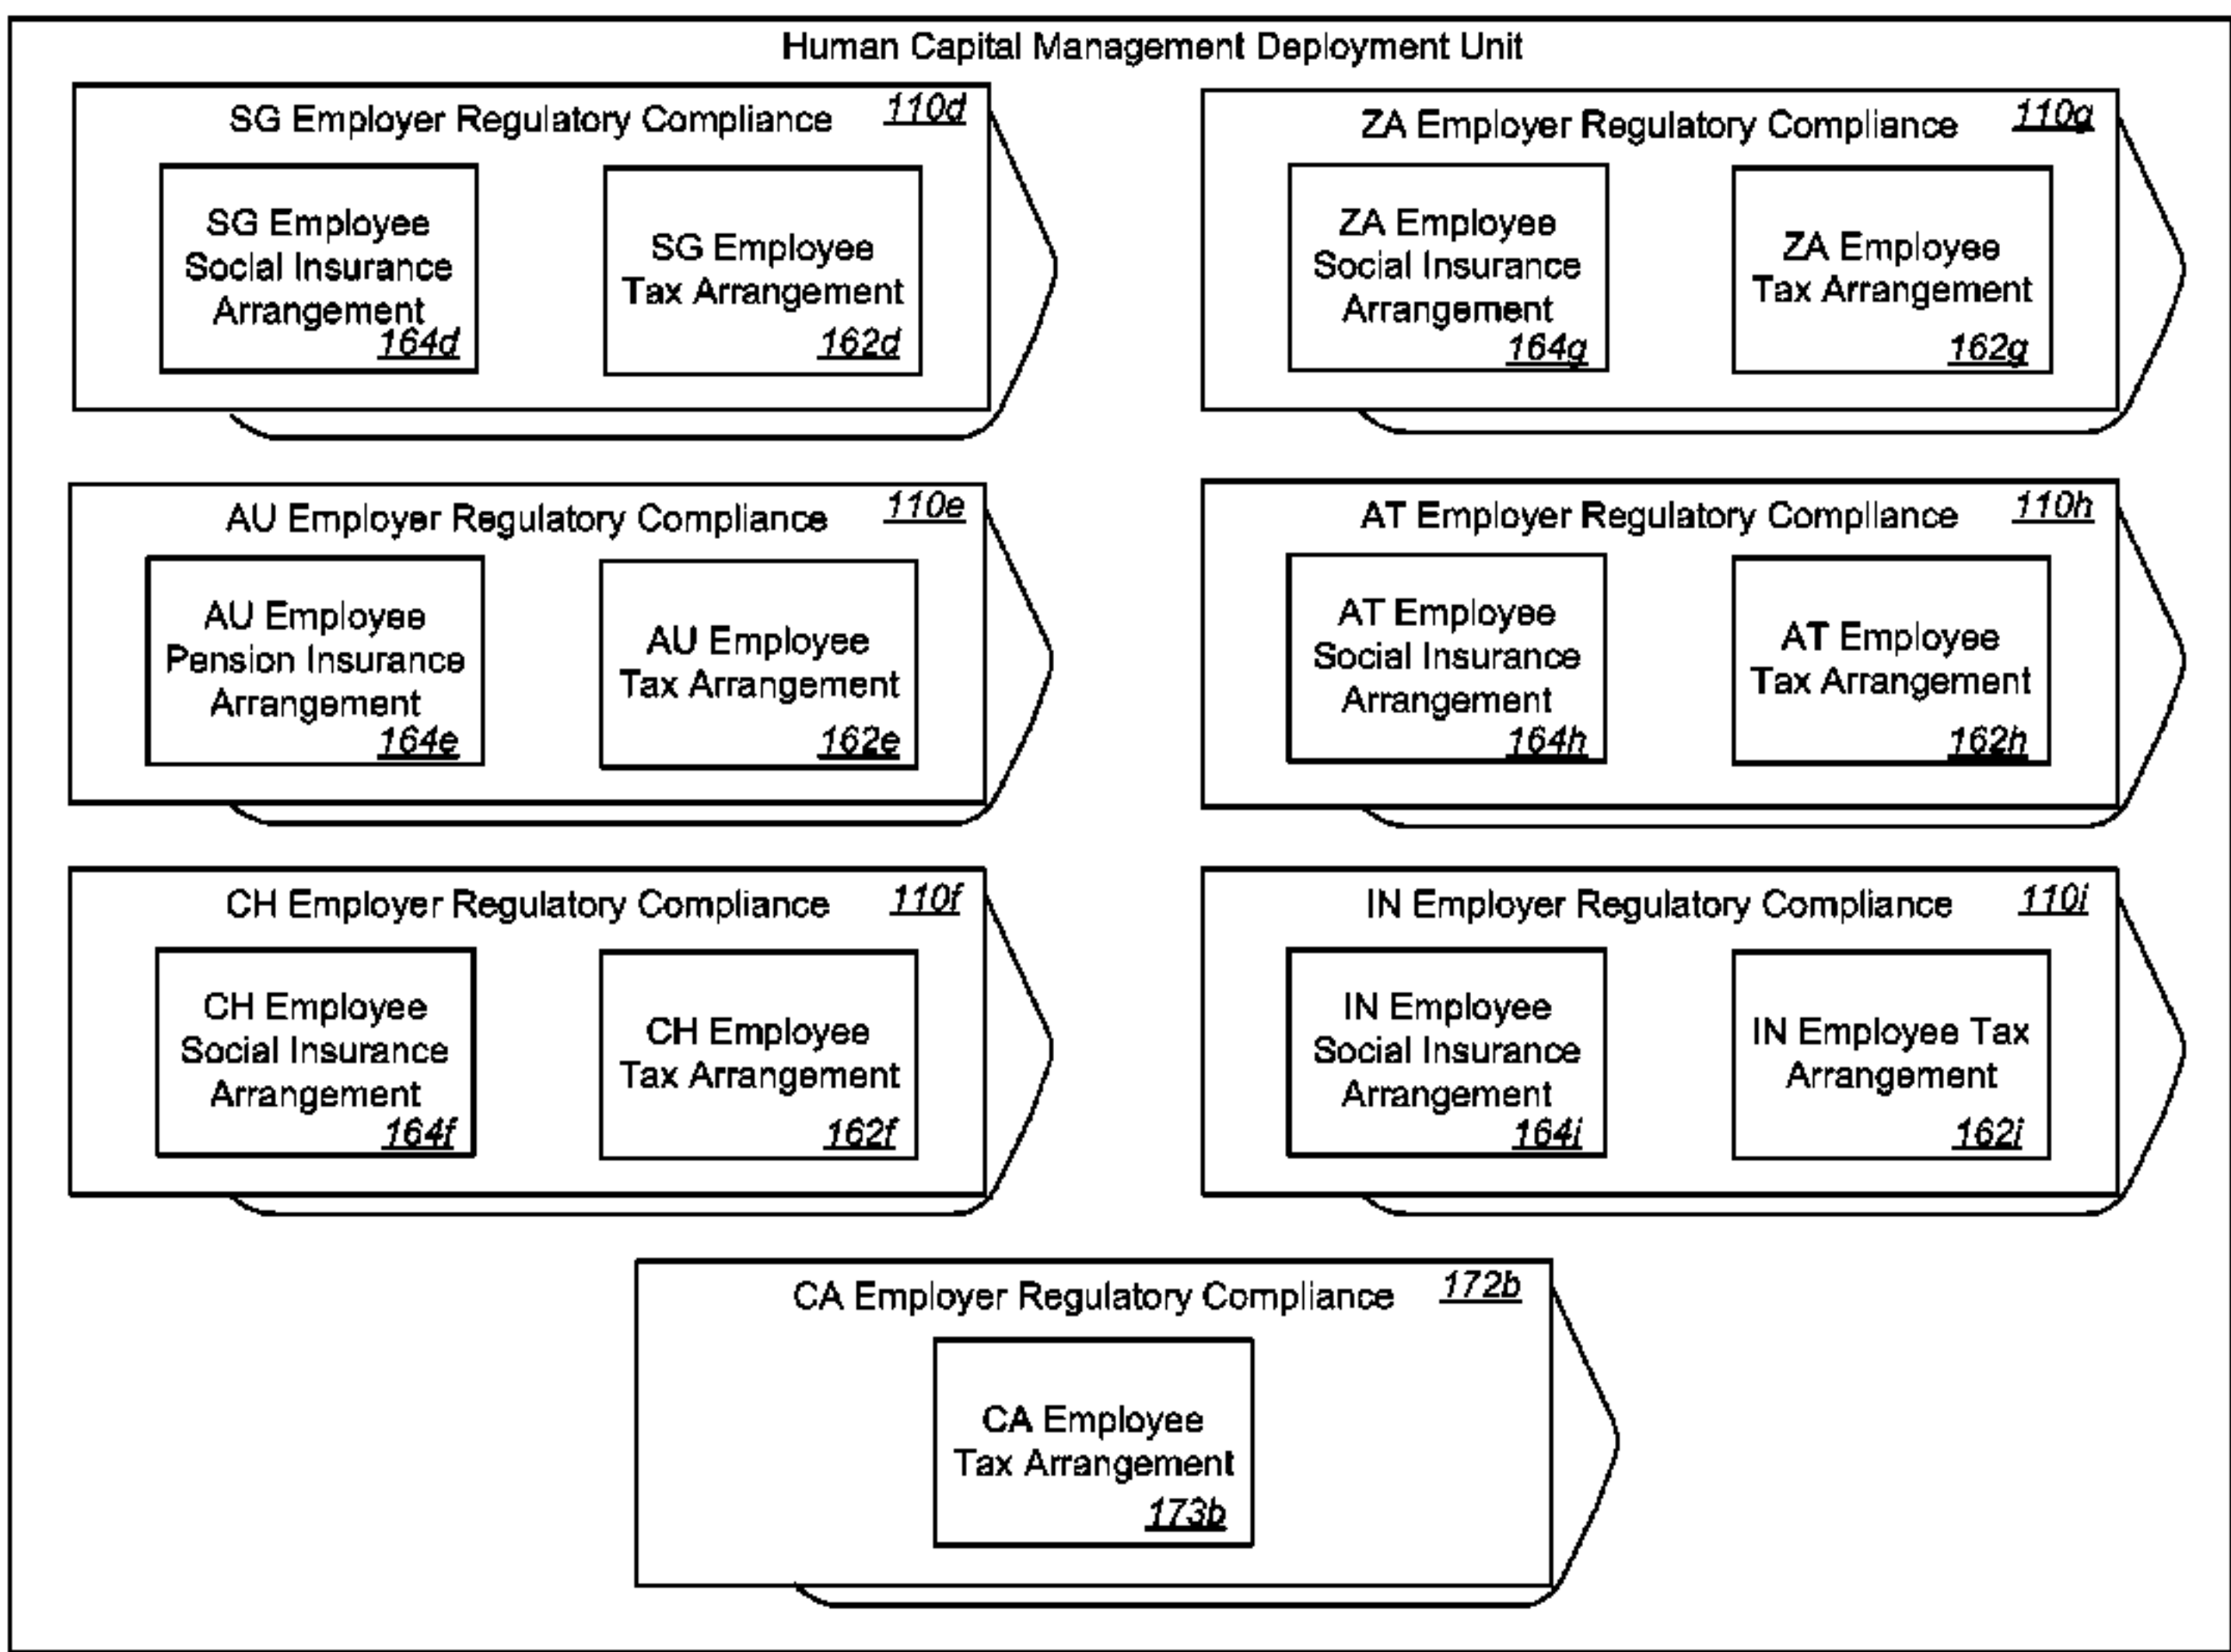 Human Capital Management Deployment Unit
SG Employer Regulatory Compliance 110d
SG Employee
Social Insurance
Arrangement
164d
SG Employee
Tax Arrangement
162d
ZA Employer Regulatory Compliance 110g
ZA Employee
Social Insurance
Arrangement
164g
ZA Employee
Tax Arrangement
162g
AU Employer Regulatory Compliance 110e
AU Employee
Pension Insurance
Arrangement
164e
AU Employee
Tax Arrangement
162e
AT Employer Regulatory Compliance 110h
AT Employee
Social Insurance
Arrangement
164h
AT Employee
Tax Arrangement
162h
CH Employer Regulatory Compliance 110f
CH Employee
Social Insurance
Arrangement
164f
CH Employee
Tax Arrangement
162f
IN Employer Regulatory Compliance 110i
IN Employee
Social Insurance
Arrangement
164i
IN Employee Tax
Arrangement
162i
CA Employer Regulatory Compliance 172b
CA Employee
Tax Arrangement
173b